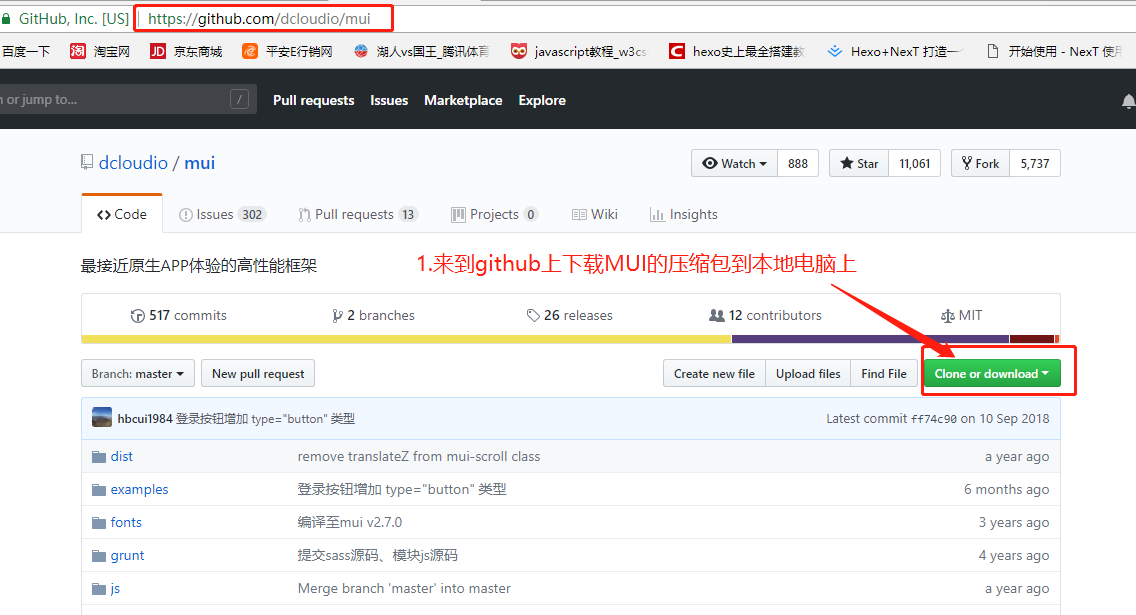 GitHub, Inc. [US] https://github.com/dcloudio/mui
百度一下 淘 淘宝网 JD 京东商城 平安E行销网 湖人vs国王_腾讯体育 javascript教程_w3cs C hexo史上最全搭建教 Hexo+NexT 打造一 开始使用 - NexT 使用
n or jump to... / Pull requests Issues Marketplace Explore
dcloudio / mui Watch 888 Star 11,061 Fork 5,737
Code Issues 302 Pull requests 13 Projects 0 Wiki Insights
最接近原生APP体验的高性能框架 1.来到github上下载MUI的压缩包到本地电脑上
517 commits 2 branches 26 releases 12 contributors MIT
Branch: master New pull request Create new file Upload files Find File Clone or download
hbcui1984 登录按钮增加 type="button" 类型 Latest commit ff74c90 on 10 Sep 2018
dist remove translateZ from mui-scroll class a year ago
examples 登录按钮增加 type="button" 类型 6 months ago
fonts 编译至mui v2.7.0 3 years ago
grunt 提交sass源码、模块js源码 4 years ago
js Merge branch 'master' into master a year ago